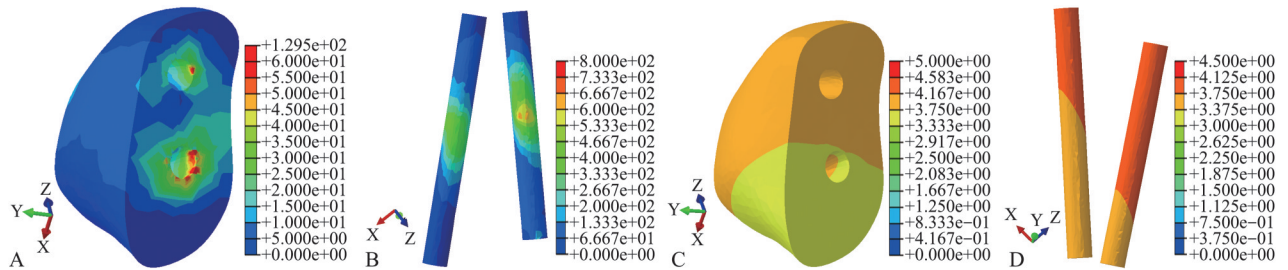 +1.295e+02
+6.000e+01
+5.500e+01
+5.000e+01
+4.500e+01
+4.000e+01
+3.500e+01
+3.000e+01
+2.500e+01
+2.000e+01
+1.500e+01
+1.000e+01
+5.000e+00
+0.000e+00
Z
Y
X
A
+8.000e+02
+7.333e+02
+6.667e+02
+6.000e+02
+5.333e+02
+4.667e+02
+4.000e+02
+3.333e+02
+2.667e+02
+2.000e+02
+1.333e+02
+6.667e+01
+0.000e+00
X
Z
B
+5.000e+00
+4.583e+00
+4.167e+00
+3.750e+00
+3.333e+00
+2.917e+00
+2.500e+00
+2.083e+00
+1.667e+00
+1.250e+00
+8.333e−01
+4.167e−01
+0.000e+00
Z
Y
X
C
+4.500e+00
+4.125e+00
+3.750e+00
+3.375e+00
+3.000e+00
+2.625e+00
+2.250e+00
+1.875e+00
+1.500e+00
+1.125e+00
+7.500e−01
+3.750e−01
+0.000e+00
X
Y
Z
D